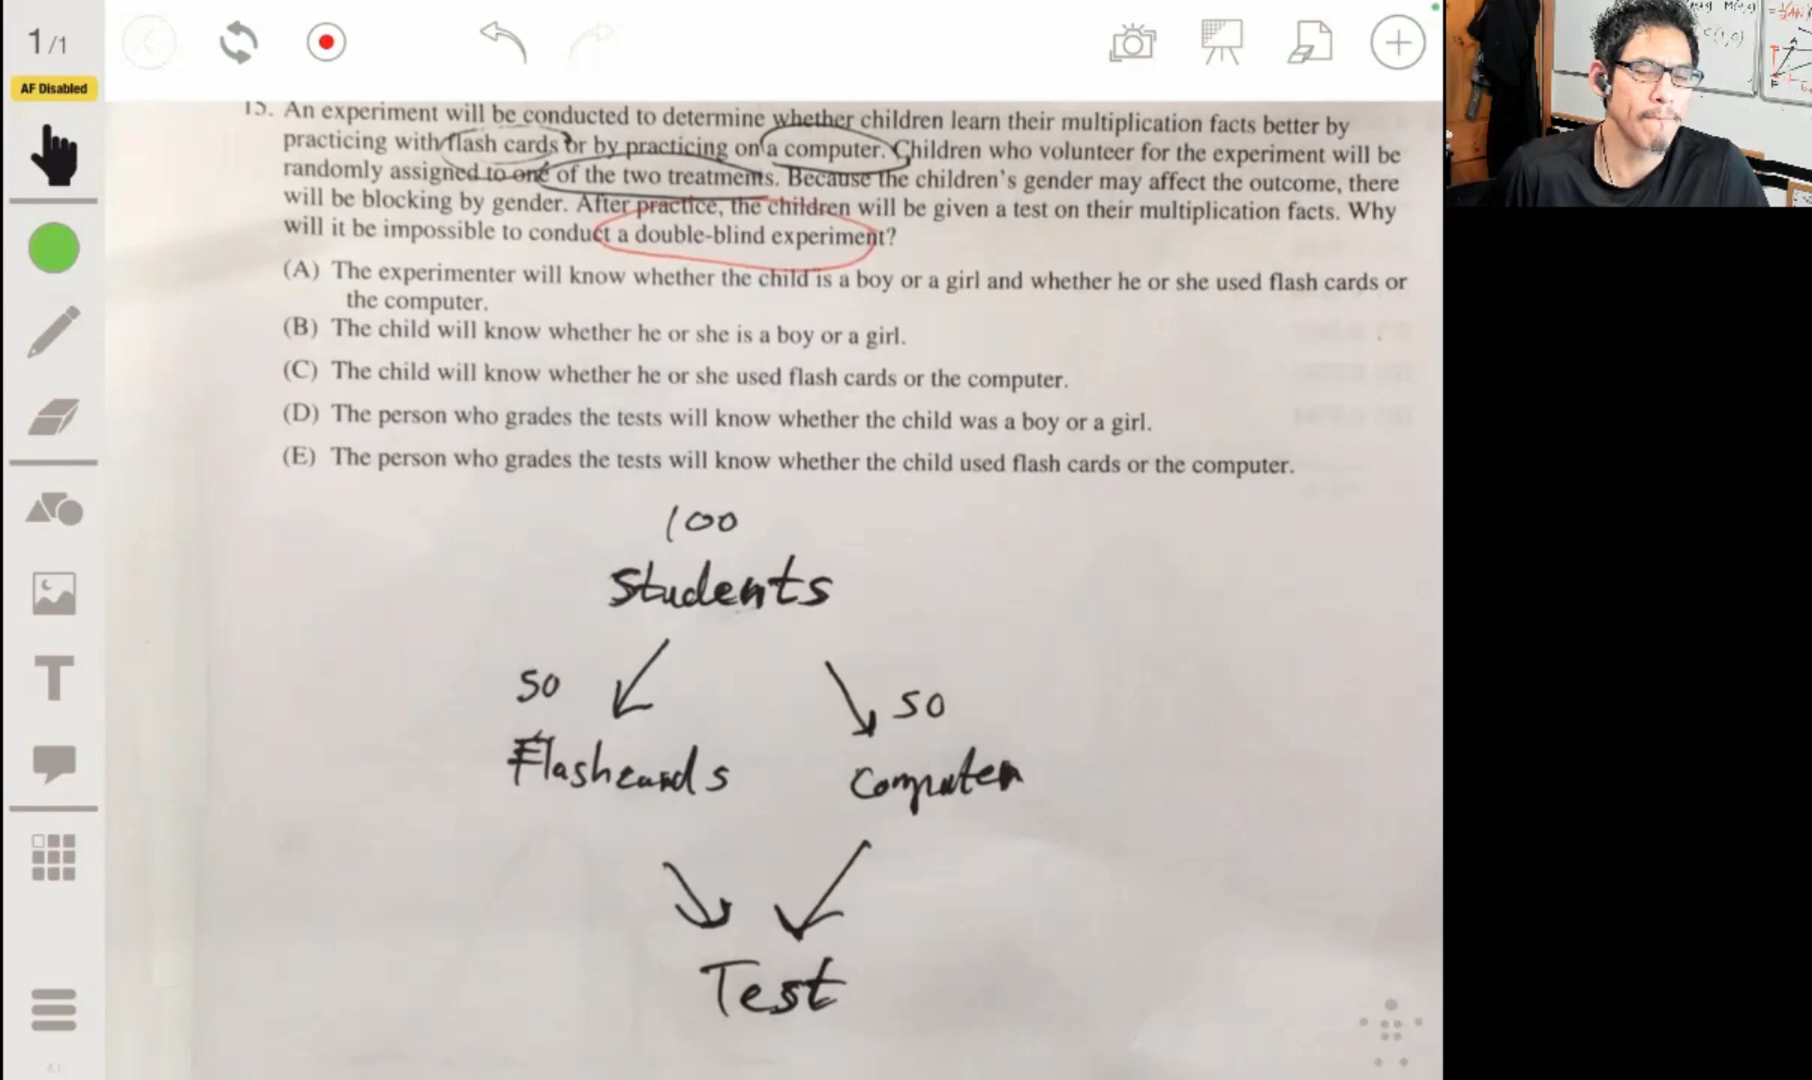 1/1
AF Disabled
15. An experiment will be conducted to determine whether children learn their multiplication facts better by
practicing with flash cards or by practicing on a computer. Children who volunteer for the experiment will be
randomly assigned to one of the two treatments. Because the children's gender may affect the outcome, there
will be blocking by gender. After practice, the children will be given a test on their multiplication facts. Why
will it be impossible to conduct a double-blind experiment?
(A) The experimenter will know whether the child is a boy or a girl and whether he or she used flash cards or
the computer.
(B) The child will know whether he or she is a boy or a girl.
(C) The child will know whether he or she used flash cards or the computer.
(D) The person who grades the tests will know whether the child was a boy or a girl.
(E) The person who grades the tests will know whether the child used flash cards or the computer.
100
Students
50
50
Flashcards
Computer
Test
T